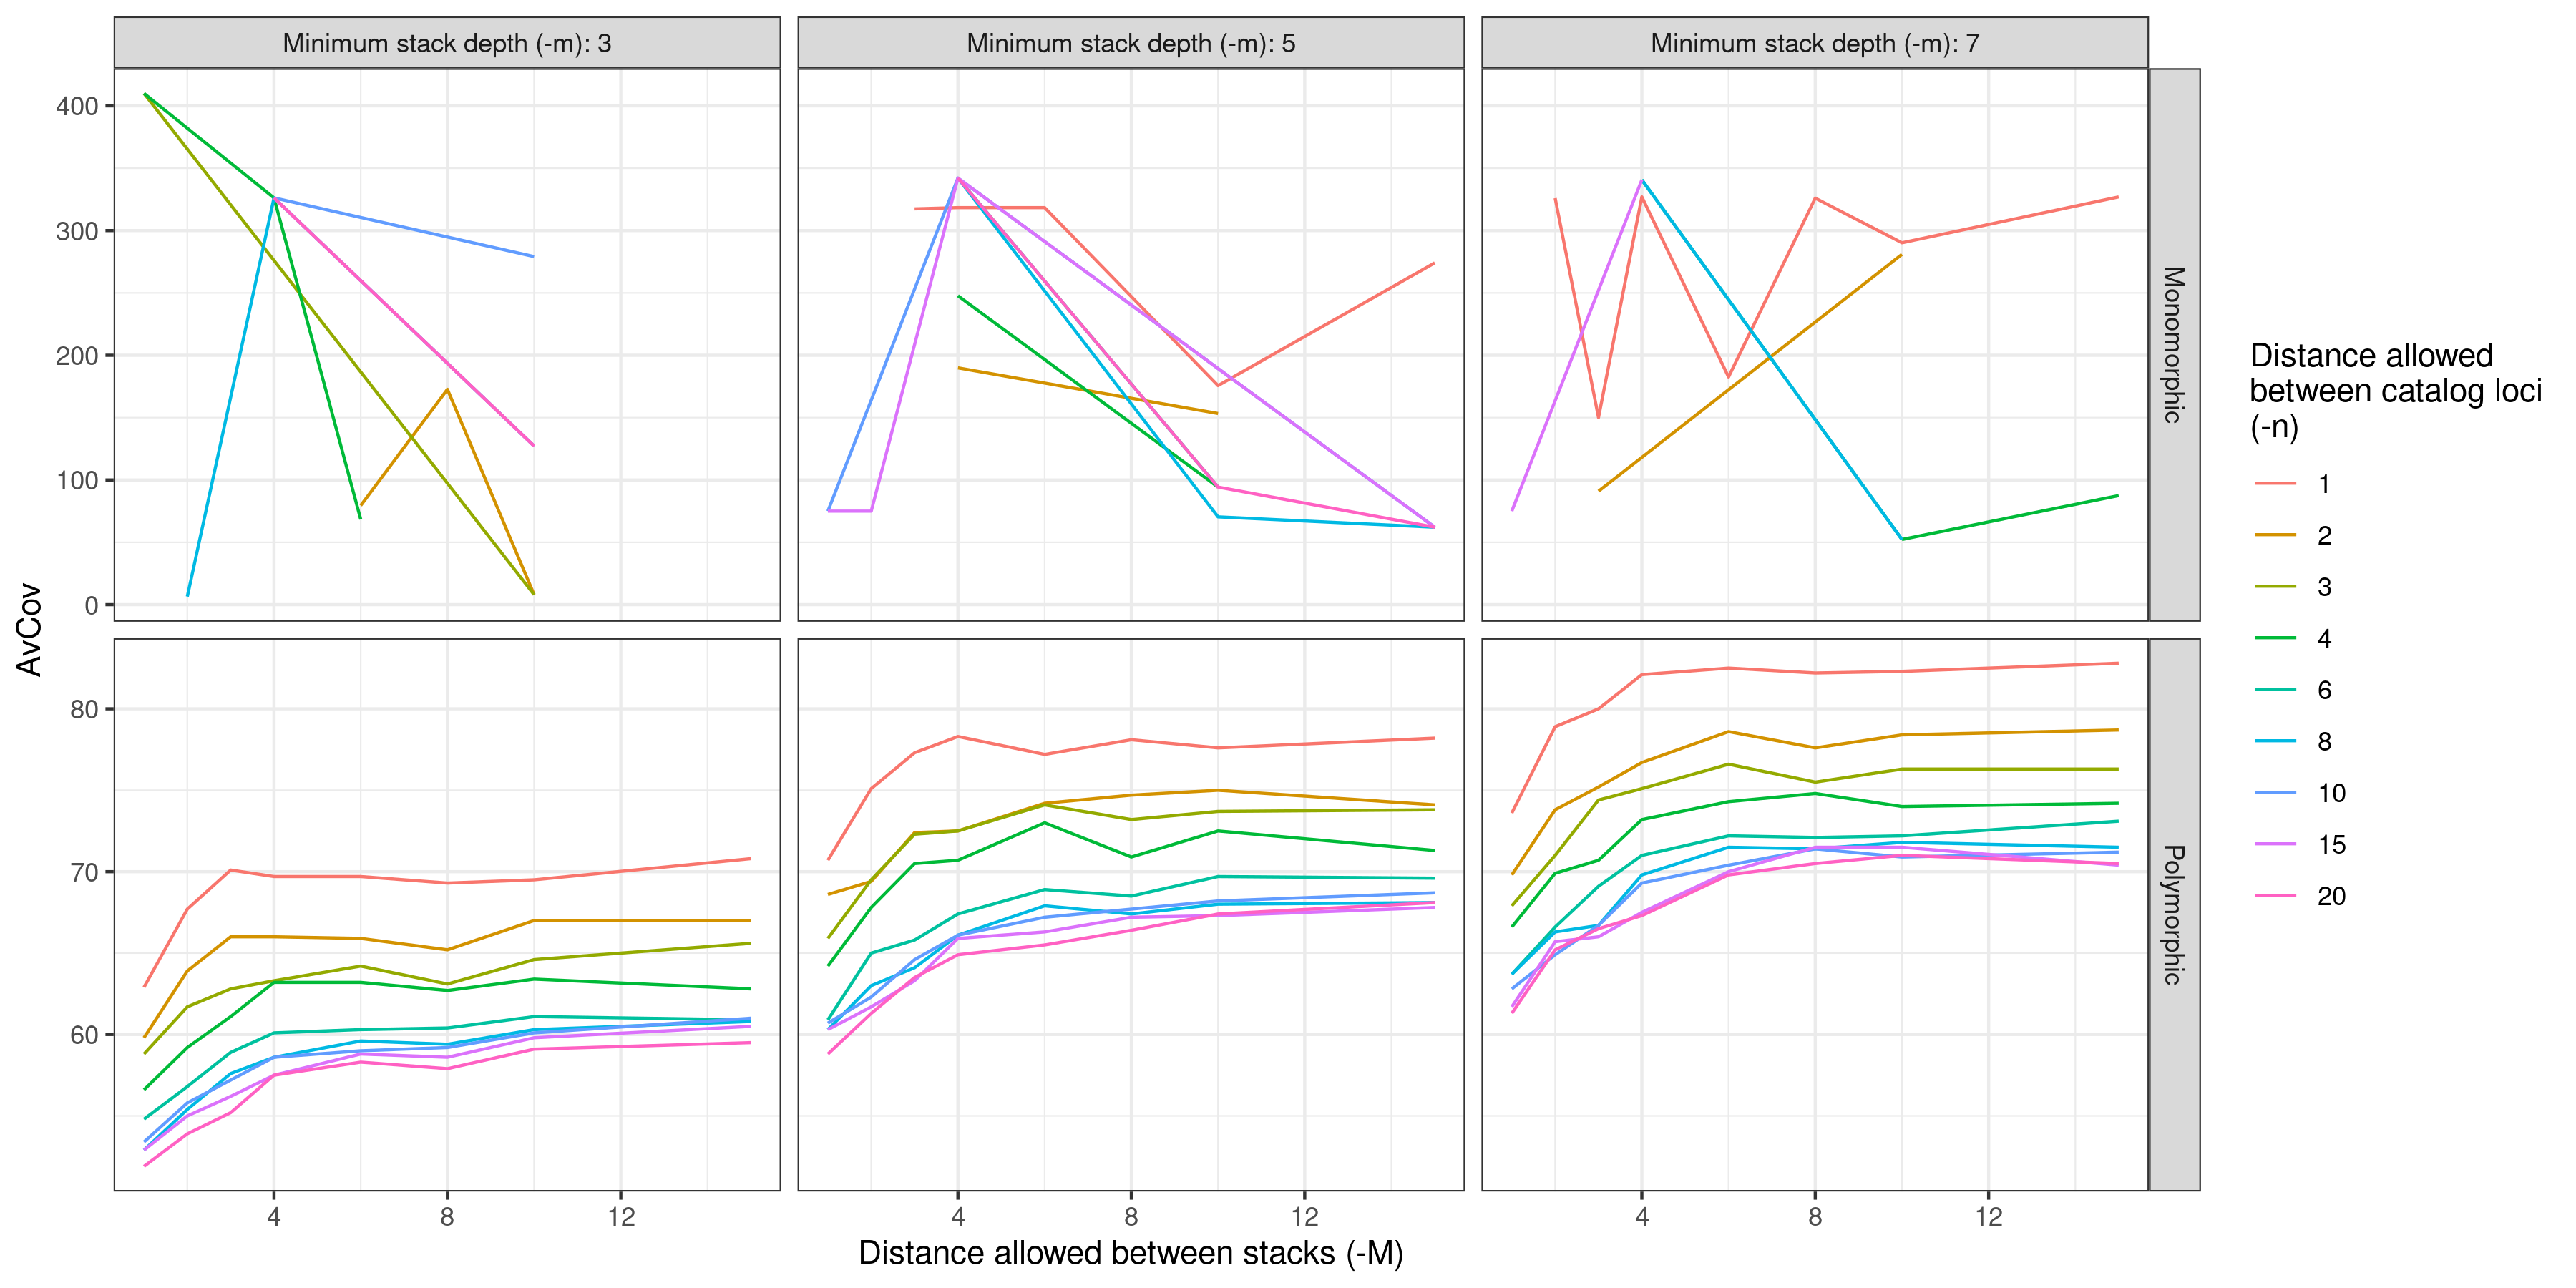 Minimum stack depth (-m): 3
Minimum stack depth (-m): 5
Minimum stack depth (-m): 7
AvCov
400
300
200
100
0
80
70
60
Monomorphic
Polymorphic
4
8
12
4
8
12
4
8
12
Distance allowed between stacks (-M)
Distance allowed
between catalog loci
(-n)
1
2
3
4
6
8
10
15
20